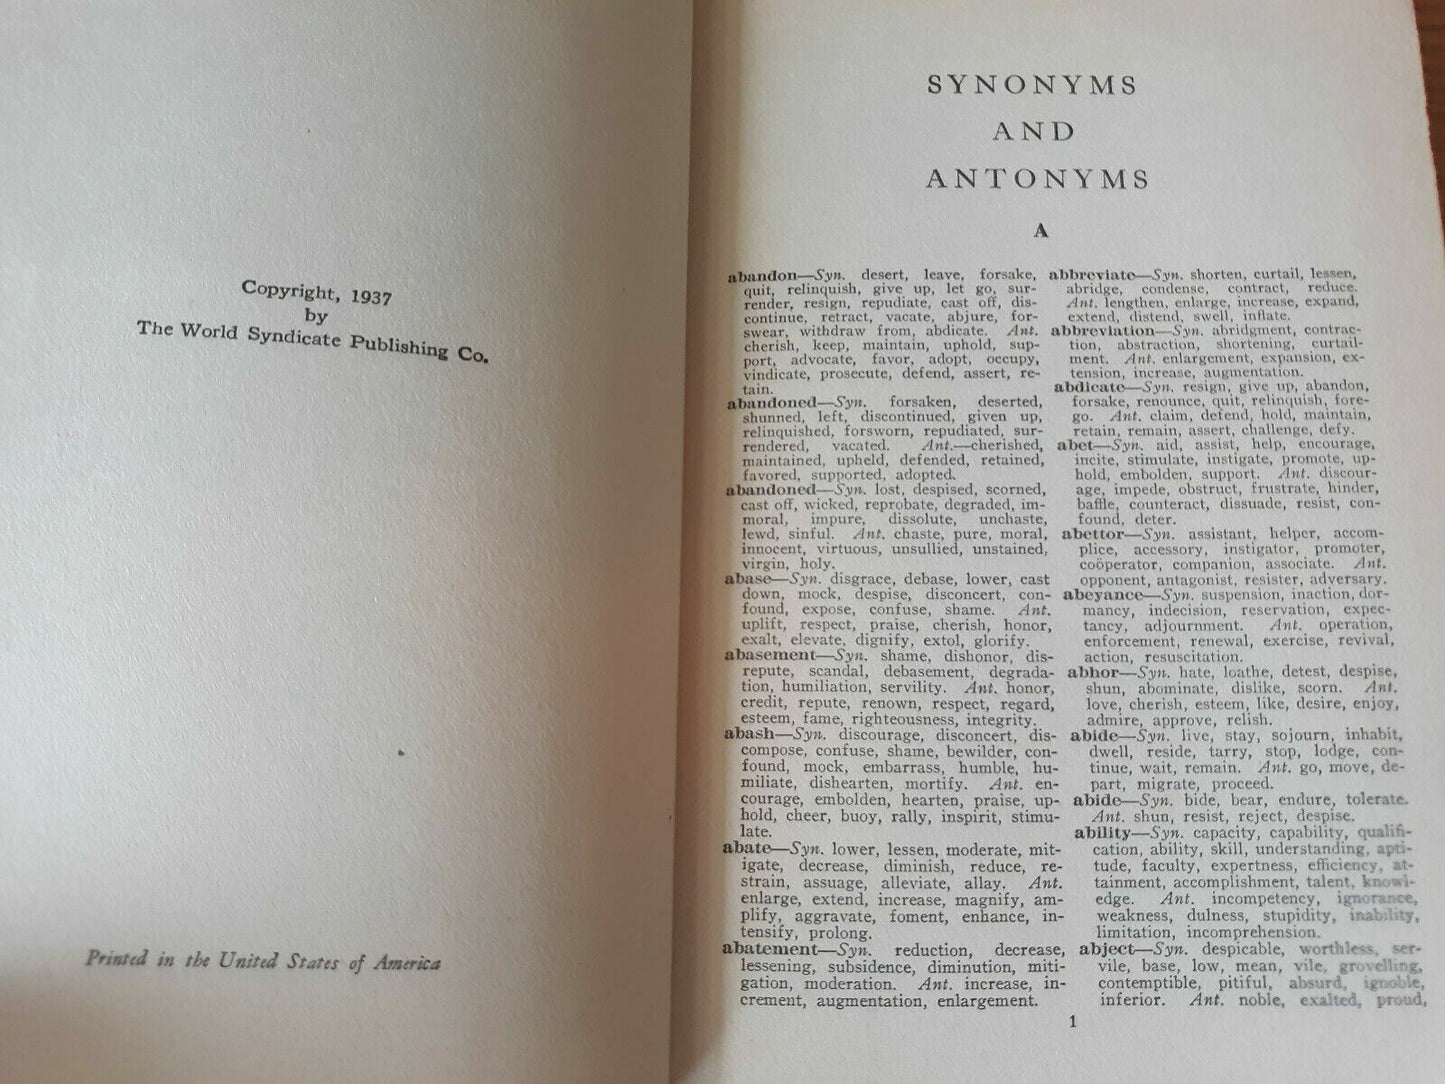 Copyright, 1937
by
The World Syndicate Publishing Co.
Printed in the United States of America
SYNONYMS
AND
ANTONYMS
A
abandon—Syn. desert, leave, forsake,
quit, relinquish, give up, let go, sur-
render, resign, repudiate, cast off, dis-
continue, retract, vacate, abjure, for-
swear, withdraw from, abdicate. Ant.
cherish, keep, maintain, uphold, sup-
port, advocate, favor, adopt, occupy,
vindicate, prosecute, defend, assert, re-
tain.
abandoned—Syn. forsaken, deserted,
shunned, left, discontinued, given up,
relinquished, forsworn, repudiated, sur-
rendered, vacated. Ant.—cherished,
maintained, upheld, defended, retained,
favored, supported, adopted.
abandoned—Syn. lost, despised, scorned,
cast off, wicked, reprobate, degraded, im-
moral, impure, dissolute, unchaste,
lewd, sinful. Ant. chaste, pure, moral,
innocent, virtuous, unsullied, unstained,
virgin, holy.
abase—Syn. disgrace, debase, lower, cast
down, mock, despise, disconcert, con-
found, expose, confuse, shame. Ant.
uplift, respect, praise, cherish, honor,
exalt, elevate, dignify, extol, glorify.
abasement—Syn. shame, dishonor, dis-
repute, scandal, debasement, degrada-
tion, humiliation, servility. Ant. honor,
credit, repute, renown, respect, regard,
esteem, fame, righteousness, integrity.
abash—Syn. discourage, disconcert, dis-
compose, confuse, shame, bewilder, con-
found, mock, embarrass, humble, hu-
miliate, dishearten, mortify. Ant. en-
courage, embolden, hearten, praise, up-
hold, cheer, buoy, rally, inspirit, stimu-
late.
abate—Syn. lower, lessen, moderate, mit-
igate, decrease, diminish, reduce, re-
strain, assuage, alleviate, allay. Ant.
enlarge, extend, increase, magnify, am-
plify, aggravate, foment, enhance, in-
tensify, prolong.
abatement—Syn. reduction, decrease,
lessening, subsidence, diminution, miti-
gation, moderation. Ant. increase, in-
crement, augmentation, enlargement.
abbreviate—Syn. shorten, curtail, lessen,
abridge, condense, contract, reduce.
Ant. lengthen, enlarge, increase, expand,
extend, distend, swell, inflate.
abbreviation—Syn. abridgment, contrac-
tion, abstraction, shortening, curtail-
ment. Ant. enlargement, expansion, ex-
tension, increase, augmentation.
abdicate—Syn. resign, give up, abandon,
forsake, renounce, quit, relinquish, fore-
go. Ant. claim, defend, hold, maintain,
retain, remain, assert, challenge, defy.
abet—Syn. aid, assist, help, encourage,
incite, stimulate, instigate, promote, up-
hold, embolden, support. Ant. discour-
age, impede, obstruct, frustrate, hinder,
baffle, counteract, dissuade, resist, con-
found, deter.
abettor—Syn. assistant, helper, accom-
plice, accessory, instigator, promoter,
coöperator, companion, associate. Ant.
opponent, antagonist, resister, adversary.
abeyance—Syn. suspension, inaction, dor-
mancy, indecision, reservation, expec-
tancy, adjournment. Ant. operation,
enforcement, renewal, exercise, revival,
action, resuscitation.
abhor—Syn. hate, loathe, detest, despise,
shun, abominate, dislike, scorn. Ant.
love, cherish, esteem, like, desire, enjoy,
admire, approve, relish.
abide—Syn. live, stay, sojourn, inhabit,
dwell, reside, tarry, stop, lodge, con-
tinue, wait, remain. Ant. go, move, de-
part, migrate, proceed.
abide—Syn. bide, bear, endure, tolerate.
Ant. shun, resist, reject, despise.
ability—Syn. capacity, capability, qualifi-
cation, ability, skill, understanding, apti-
tude, faculty, expertness, efficiency, at-
tainment, accomplishment, talent, knowl-
edge. Ant. incompetency, ignorance,
weakness, dulness, stupidity, inability,
limitation, incomprehension.
abject—Syn. despicable, worthless, ser-
vile, base, low, mean, vile, grovelling,
contemptible, pitiful, absurd, ignoble,
inferior. Ant. noble, exalted, proud,
1